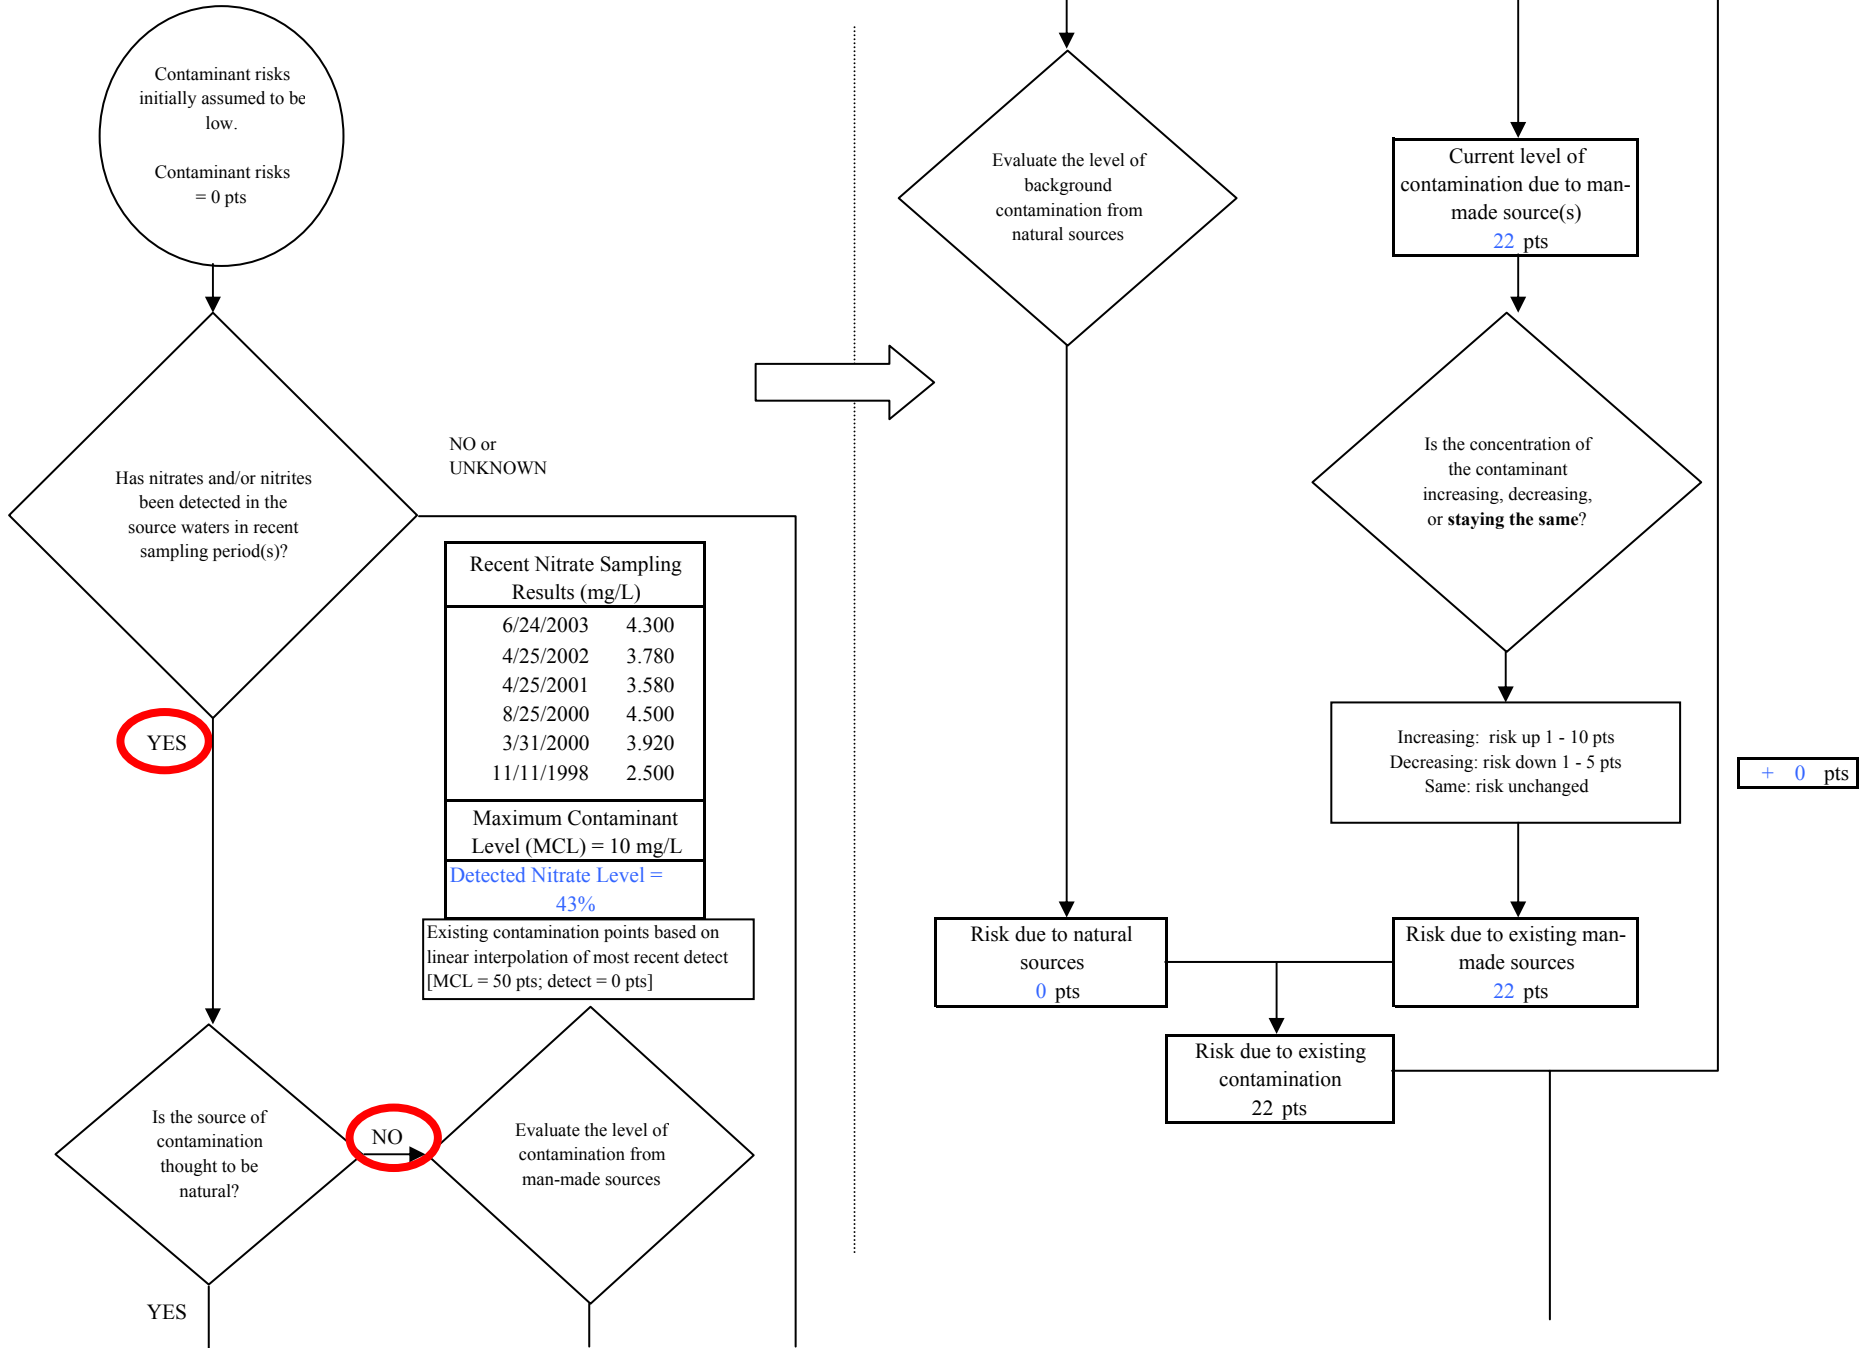 Contaminant risks
initially assumed to be
low.
Contaminant risks
= 0 pts
Has nitrates and/or nitrites
been detected in the
source waters in recent
sampling period(s)?
NO or
UNKNOWN
YES
Recent Nitrate Sampling
Results (mg/L)
6/24/2003 4.300
4/25/2002 3.780
4/25/2001 3.580
8/25/2000 4.500
3/31/2000 3.920
11/11/1998 2.500
Maximum Contaminant
Level (MCL) = 10 mg/L
Detected Nitrate Level =
43%
Existing contamination points based on
linear interpolation of most recent detect
[MCL = 50 pts; detect = 0 pts]
Is the source of
contamination
thought to be
natural?
NO
Evaluate the level of
contamination from
man-made sources
YES
Evaluate the level of
background
contamination from
natural sources
Current level of
contamination due to man-
made source(s)
22 pts
Is the concentration of
the contaminant
increasing, decreasing,
or staying the same?
Increasing: risk up 1 - 10 pts
Decreasing: risk down 1 - 5 pts
Same: risk unchanged
+ 0 pts
Risk due to natural
sources
0 pts
Risk due to existing man-
made sources
22 pts
Risk due to existing
contamination
22 pts